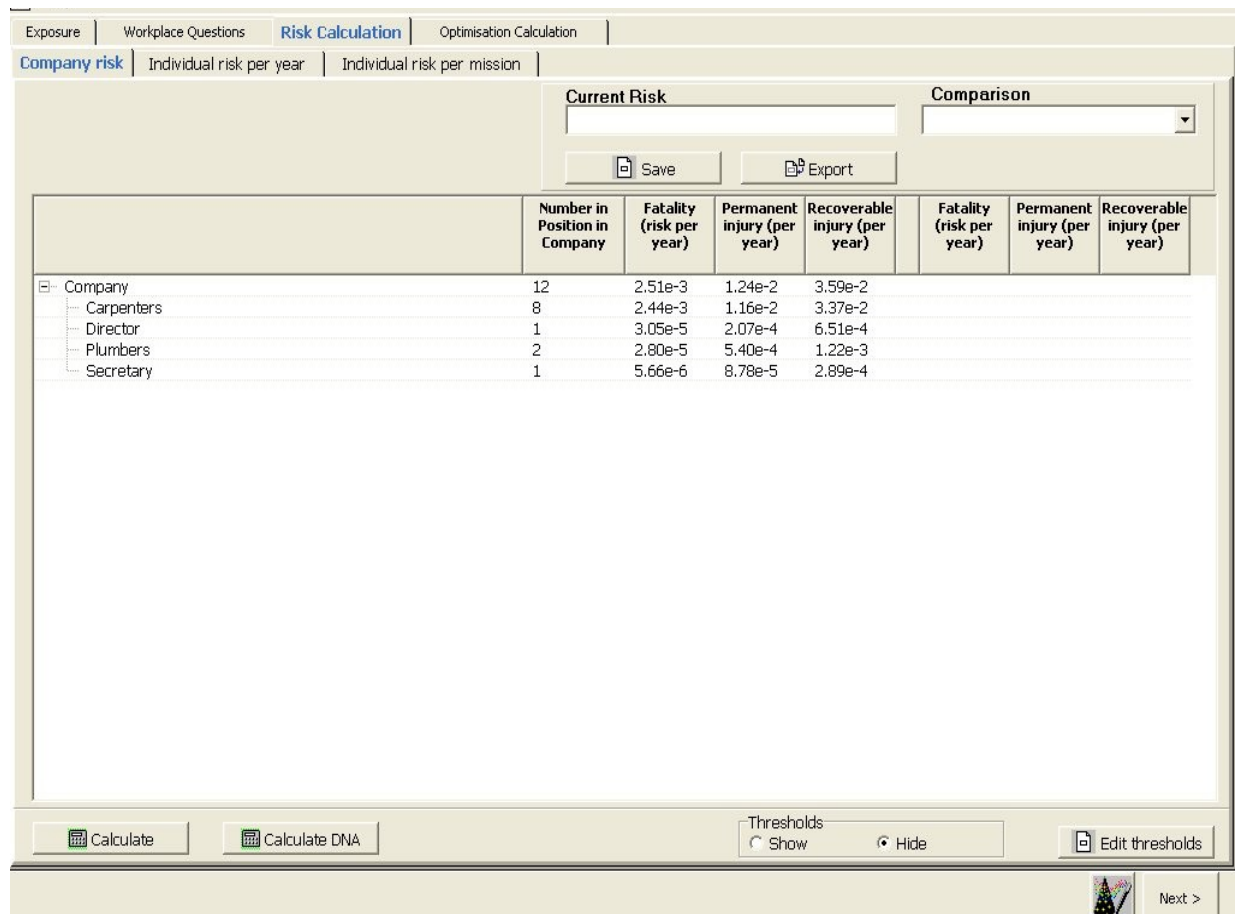 Exposure Workplace Questions Risk Calculation Optimisation Calculation
Company risk Individual risk per year Individual risk per mission
Current Risk Comparison
Save Export
Number in Position in Company Fatality (risk per year) Permanent injury (per year) Recoverable injury (per year) Fatality (risk per year) Permanent injury (per year) Recoverable injury (per year)
Company 12 2.51e-3 1.24e-2 3.59e-2
Carpenters 8 2.44e-3 1.16e-2 3.37e-2
Director 1 3.05e-5 2.07e-4 6.51e-4
Plumbers 2 2.80e-5 5.40e-4 1.22e-3
Secretary 1 5.66e-6 8.78e-5 2.89e-4
Thresholds
Calculate Calculate DNA Show Hide Edit thresholds
Next >